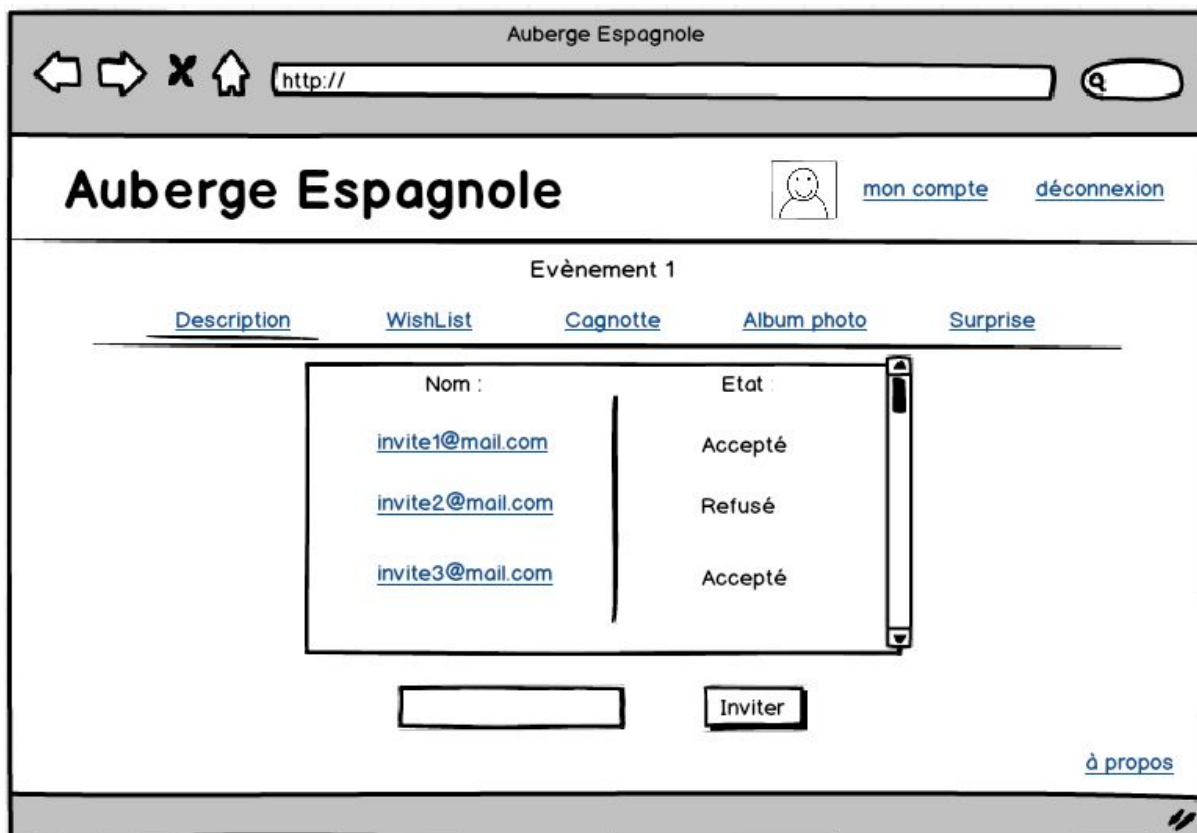 Auberge Espagnole
http://
Auberge Espagnole
mon compte déconnexion
Evènement 1
Description WishList Cagnotte Album photo Surprise
Nom : Etat :
invite1@mail.com Accepté
invite2@mail.com Refusé
invite3@mail.com Accepté
Inviter
à propos